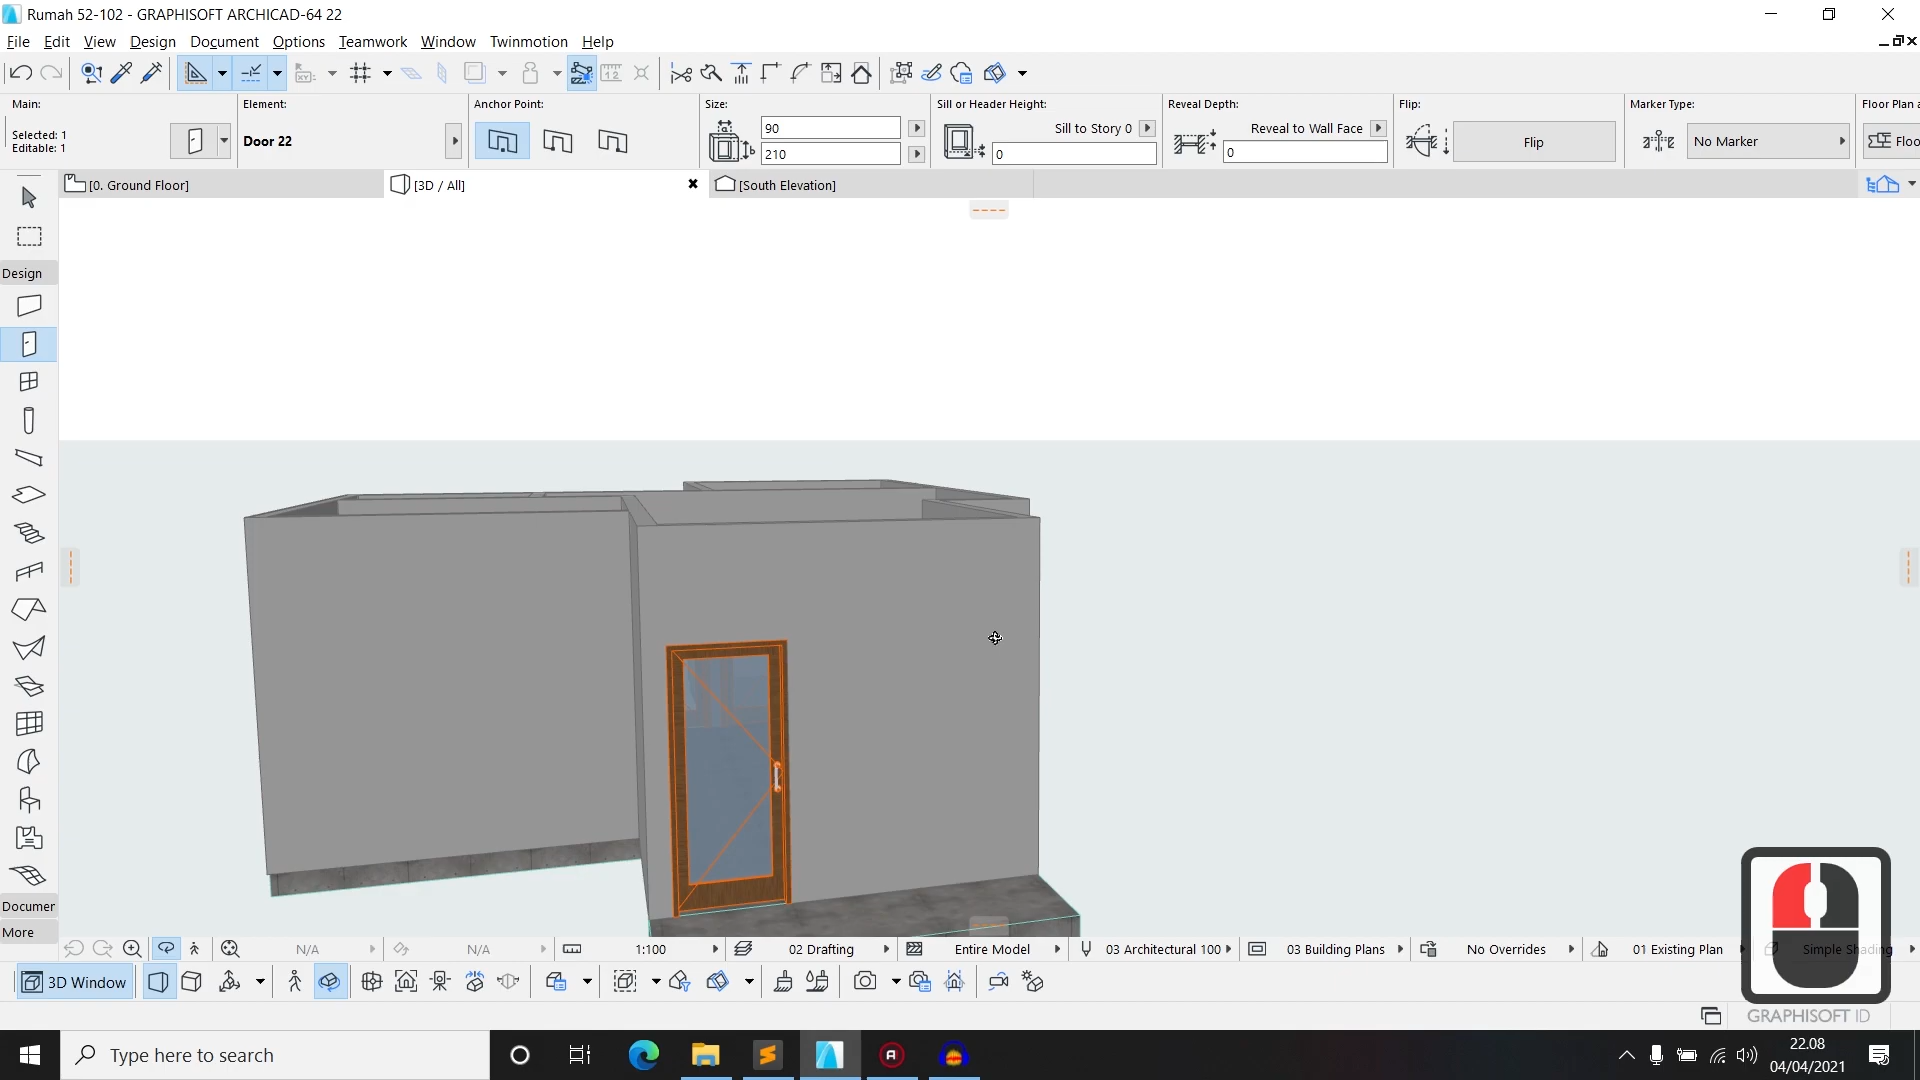 Rumah 52-102 - GRAPHISOFT ARCHICAD-64 22
File Edit View Design Document Options Teamwork Window Twinmotion Help
Main: Element: Anchor Point: Size: Sill or Header Height: Reveal Depth: Flip: Marker Type: Floor Plan a
Selected: 1
Editable: 1
Door 22
90
210
Sill to Story 0
0
Reveal to Wall Face
0
Flip
No Marker
Floo
[0. Ground Floor] [3D / All] [South Elevation]
Design
Documer
More
N/A N/A 1:100 02 Drafting Entire Model 03 Architectural 100 03 Building Plans No Overrides 01 Existing Plan Simple Shading
3D Window
GRAPHISOFT ID
Type here to search
22.08
04/04/2021